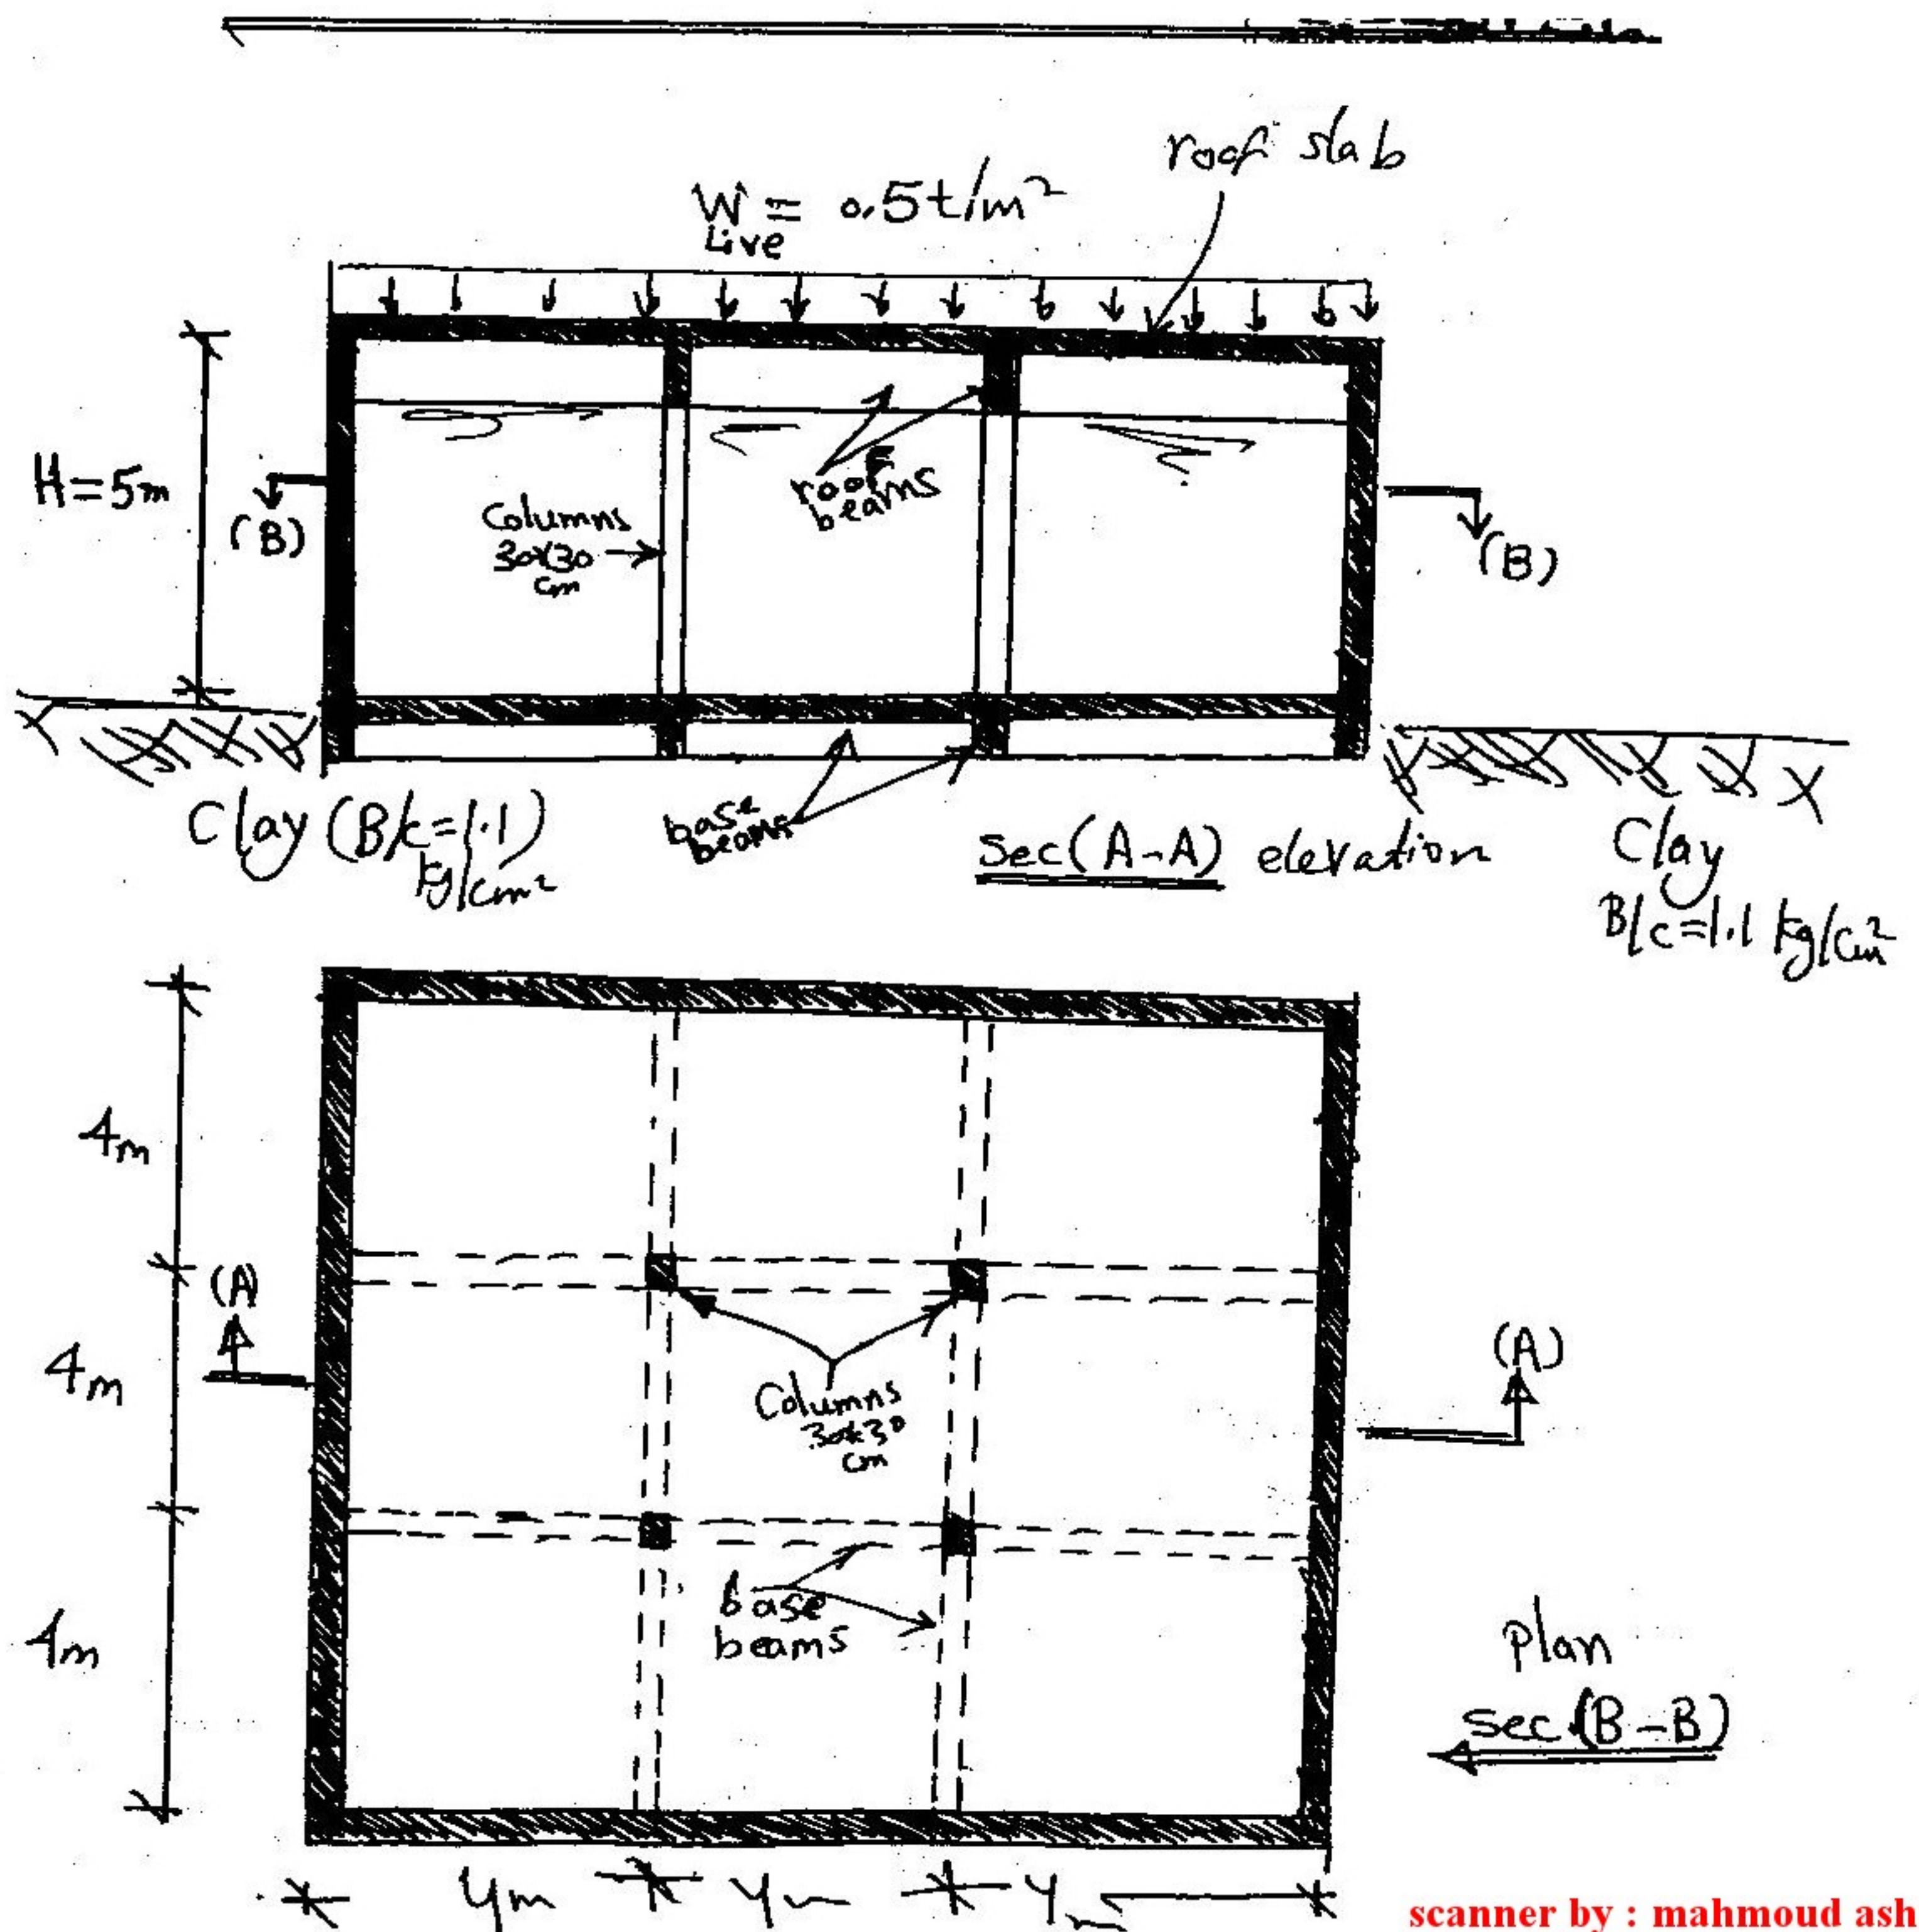 roof slab
W = 0.5t/m²
Live
H=5m
(B)
Columns
30x30
cm
roof
beams
(B)
Clay (B/c=1.1)
kg/cm²
base
beams
Sec(A-A) elevation
Clay
B/c=1.1 kg/cm²
4m
(A)
4m
Columns
30x30
cm
(A)
base
beams
4m
plan
Sec (B-B)
4m 4m 4m
scanner by : mahmoud ash